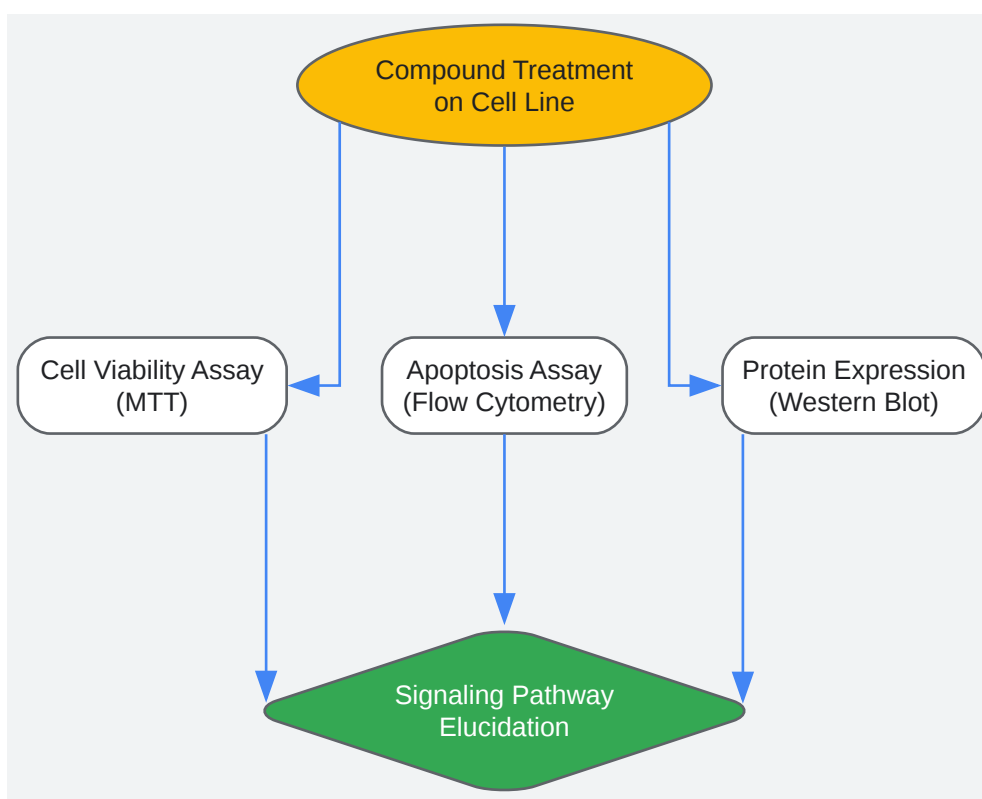 Compound Treatment
on Cell Line
Cell Viability Assay
(MTT)
Apoptosis Assay
(Flow Cytometry)
Protein Expression
(Western Blot)
Signaling Pathway
Elucidation